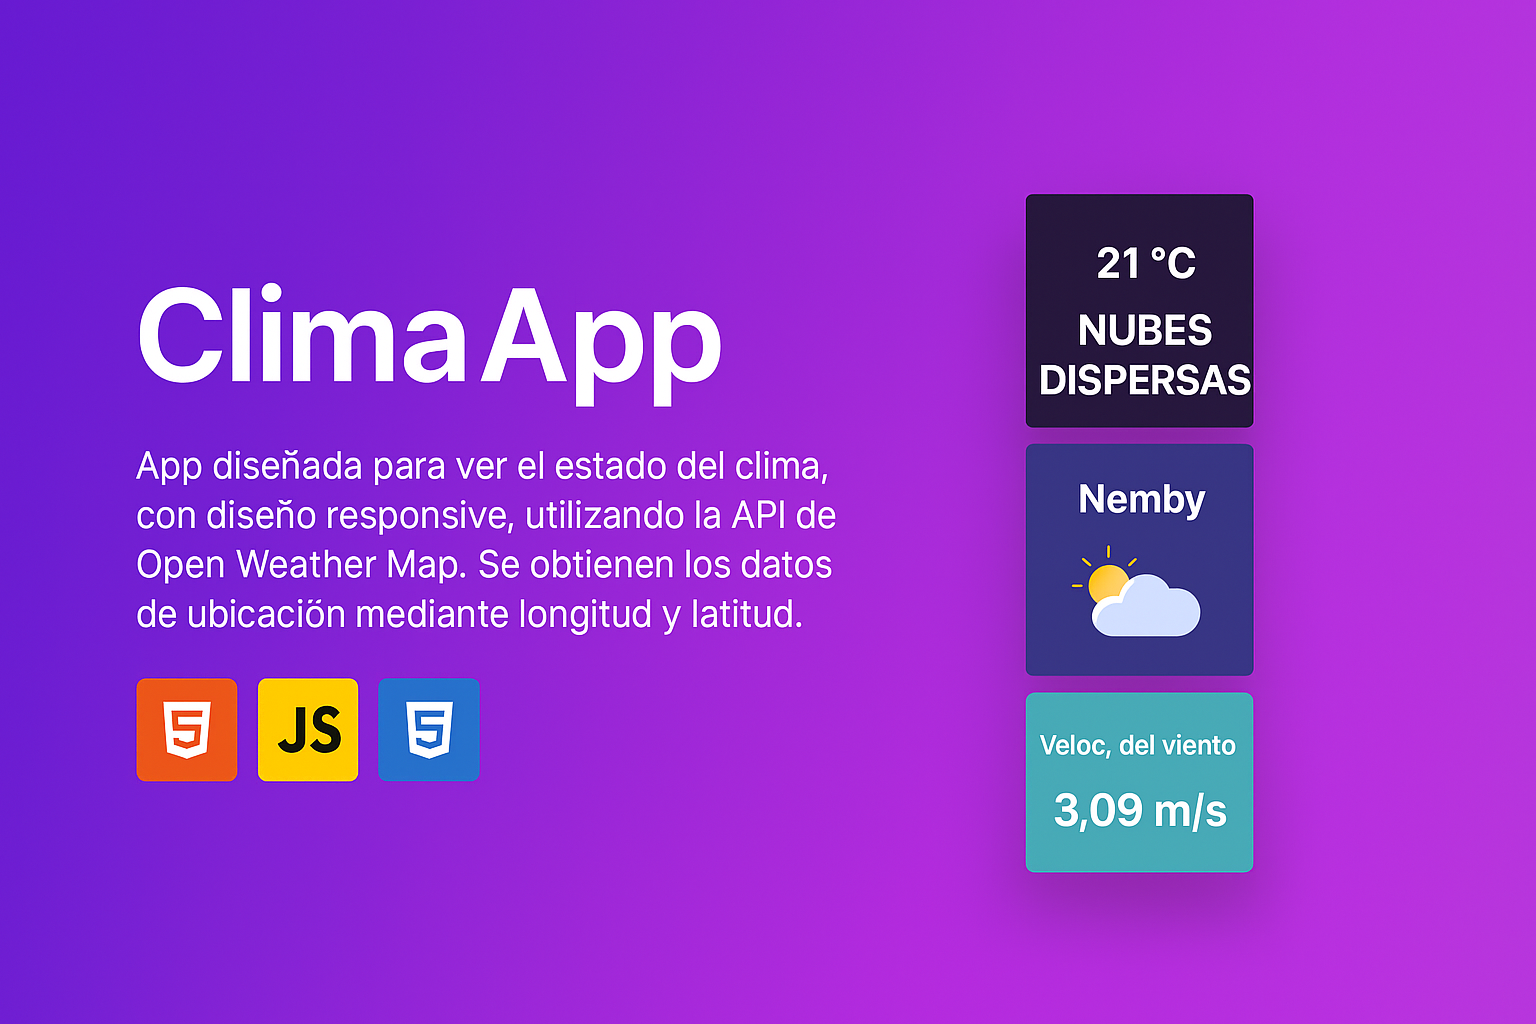 Clima App
App diseñada para ver el estado del clima,
con diseño responsive, utilizando la API de
Open Weather Map. Se obtienen los datos
de ubicación mediante longitud y latitud.
5
JS
5
21 °C
NUBES
DISPERSAS
Nemby
Veloc, del viento
3,09 m/s